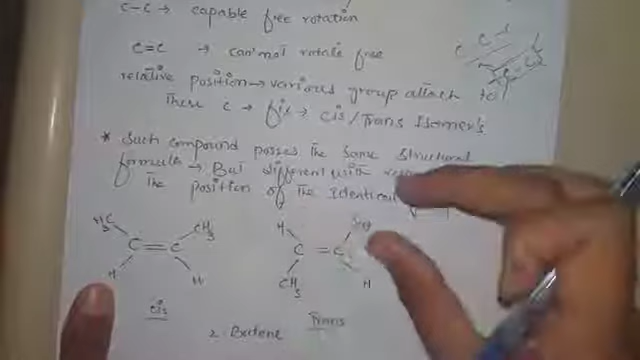 C-C → capable free rotation
C=C → can'not rotate free
C C
relative position → various group attach to
These C → fix → cis/Trans Isomer's
* Such compound posses the same structural
formula → But different with
The position of the identical
H3C CH3 H
C=C C=C
H H CH3 H
cis Trans
2-Butene